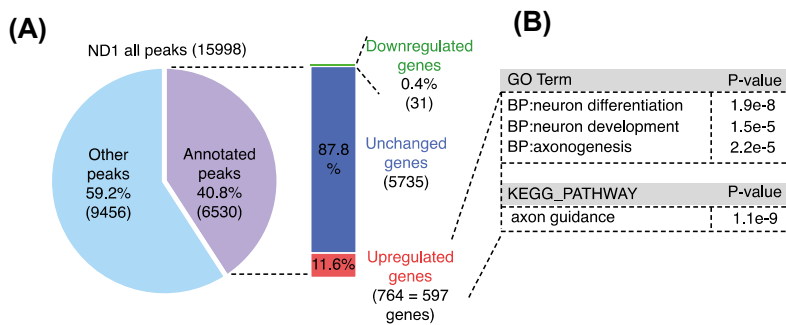 (A)
ND1 all peaks (15998)
Other
peaks
59.2%
(9456)
Annotated
peaks
40.8%
(6530)
87.8
%
11.6%
Downregulated
genes
0.4%
(31)
Unchanged
genes
(5735)
Upregulated
genes
(764 = 597
genes)
(B)
GO Term P-value
BP:neuron differentiation 1.9e-8
BP:neuron development 1.5e-5
BP:axonogenesis 2.2e-5
KEGG_PATHWAY P-value
axon guidance 1.1e-9